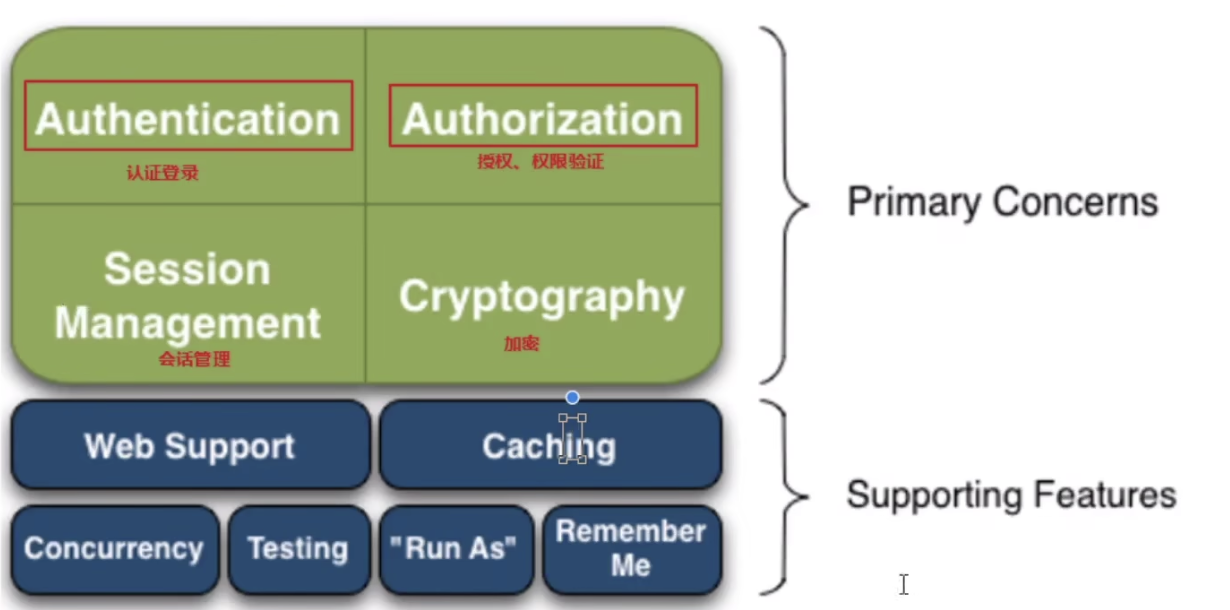 Authentication
认证登录
Authorization
授权、权限验证
Session
Management
会话管理
Cryptography
加密
Primary Concerns
Web Support
Caching
Concurrency
Testing
"Run As"
Remember
Me
Supporting Features